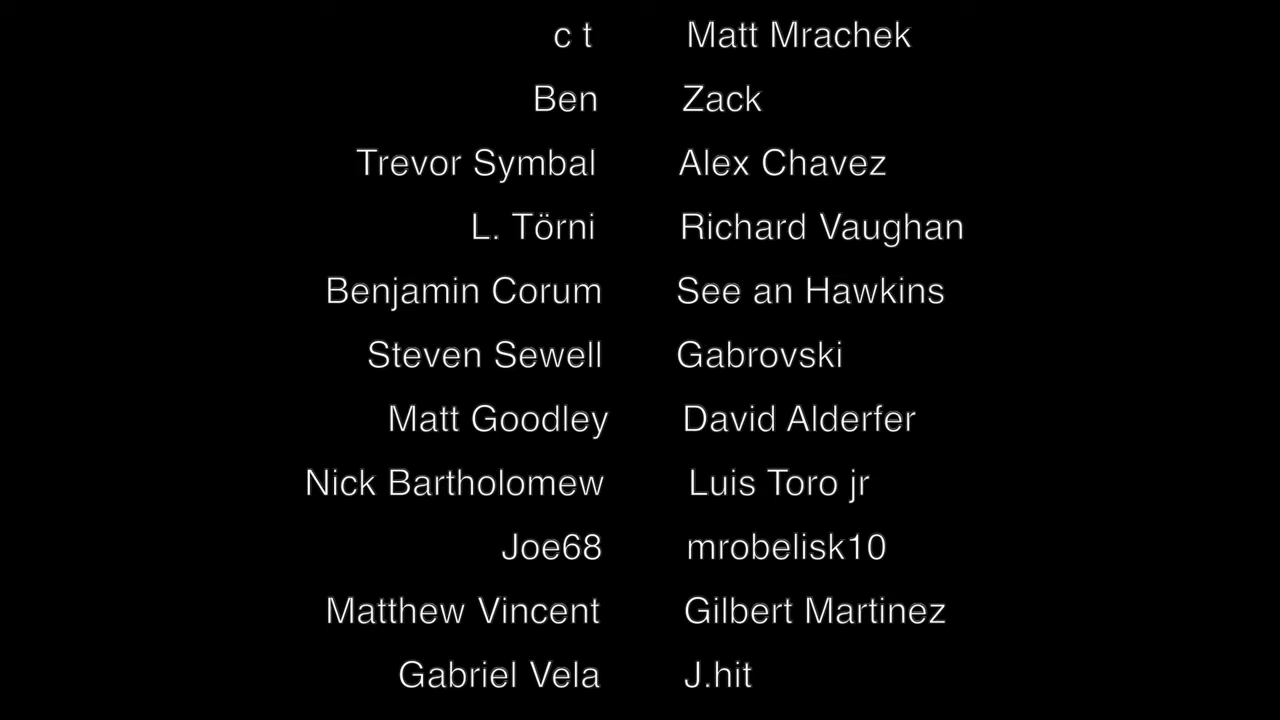 c t Matt Mrachek
Ben Zack
Trevor Symbal Alex Chavez
L. Törni Richard Vaughan
Benjamin Corum See an Hawkins
Steven Sewell Gabrovski
Matt Goodley David Alderfer
Nick Bartholomew Luis Toro jr
Joe68 mrobelisk10
Matthew Vincent Gilbert Martinez
Gabriel Vela J.hit